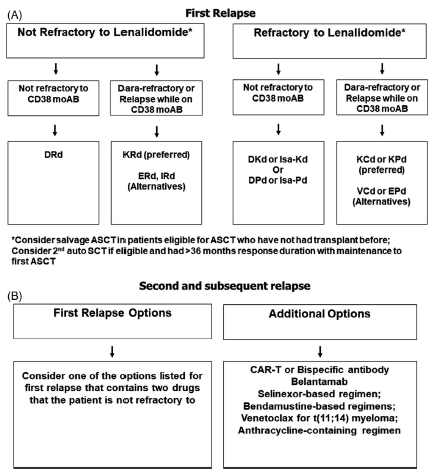 (A)
First Relapse
Not Refractory to Lenalidomide*
Refractory to Lenalidomide*
Not refractory to
CD38 moAB
Dara-refractory or
Relapse while on
CD38 moAB
Not refractory to
CD38 moAB
Dara-refractory or
Relapse while on
CD38 moAB
DRd
KRd (preferred)
ERd, IRd
(Alternatives)
DKd or Isa-Kd
Or
DPd or Isa-Pd
KCd or KPd
(preferred)
VCd or EPd
(Alternatives)
*Consider salvage ASCT in patients eligible for ASCT who have not had transplant before;
Consider 2nd auto SCT if eligible and had >36 months response duration with maintenance to
first ASCT
Second and subsequent relapse
(B)
First Relapse Options
Additional Options
Consider one of the options listed for
first relapse that contains two drugs
that the patient is not refractory to
CAR-T or Bispecific antibody
Belantamab
Selinexor-based regimen;
Bendamustine-based regimens;
Venetoclax for t(11;14) myeloma;
Anthracycline-containing regimen